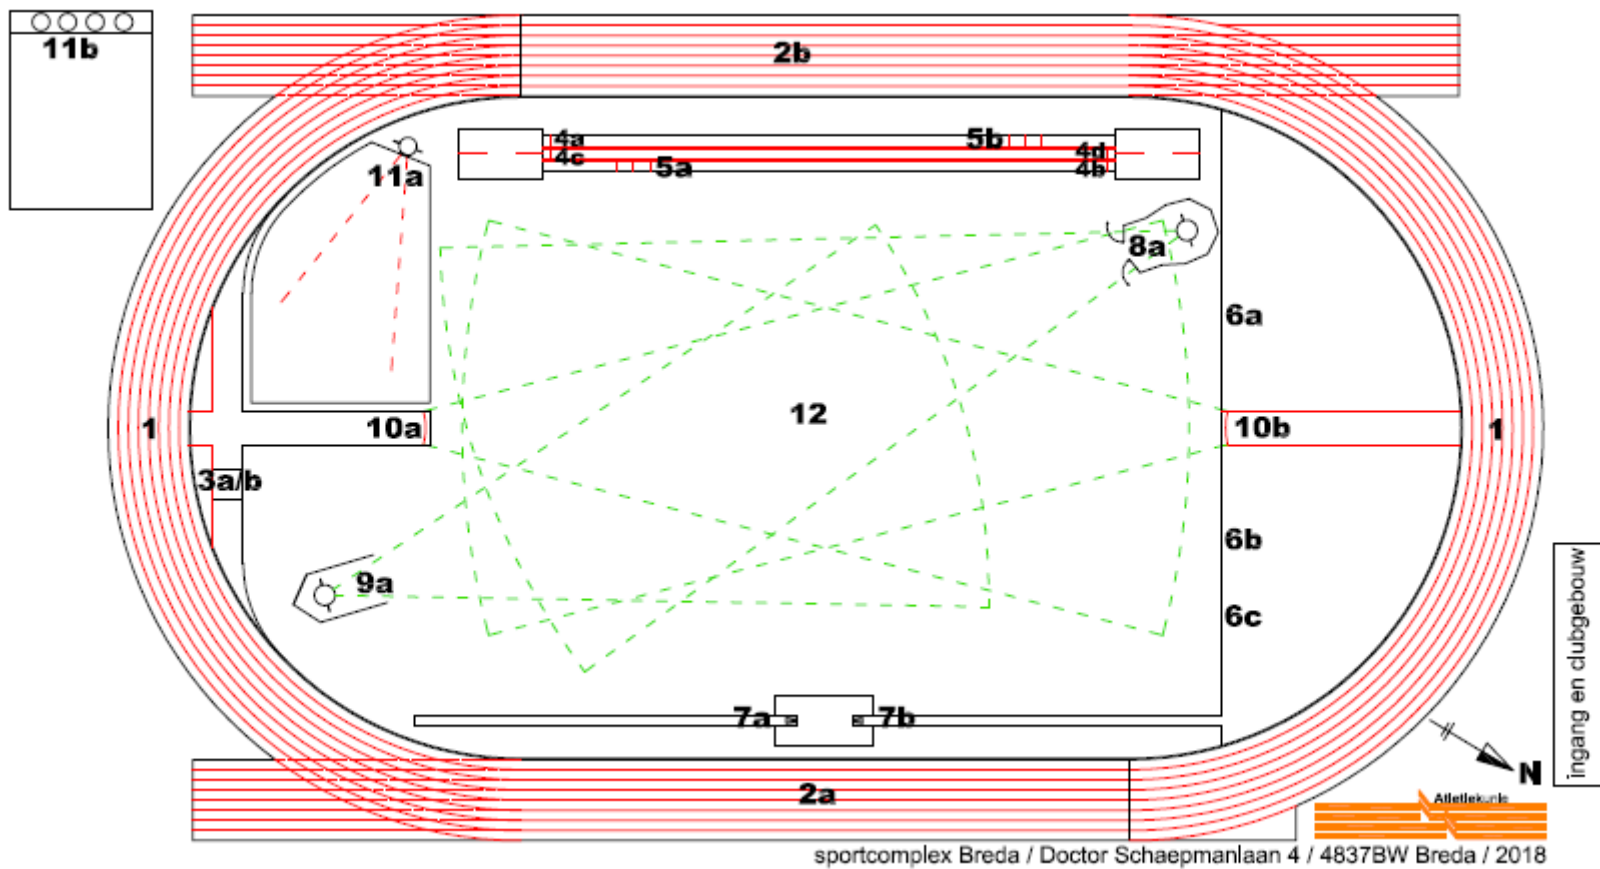 11b
2b
4a
4c
5a
5b
4d
4b
11a
8a
6a
12
10a
10b
1
1
3a/b
6b
9a
6c
7a
7b
2a
ingang en clubgebouw
N
Atletiekunie
sportcomplex Breda / Doctor Schaepmanlaan 4 / 4837BW Breda / 2018